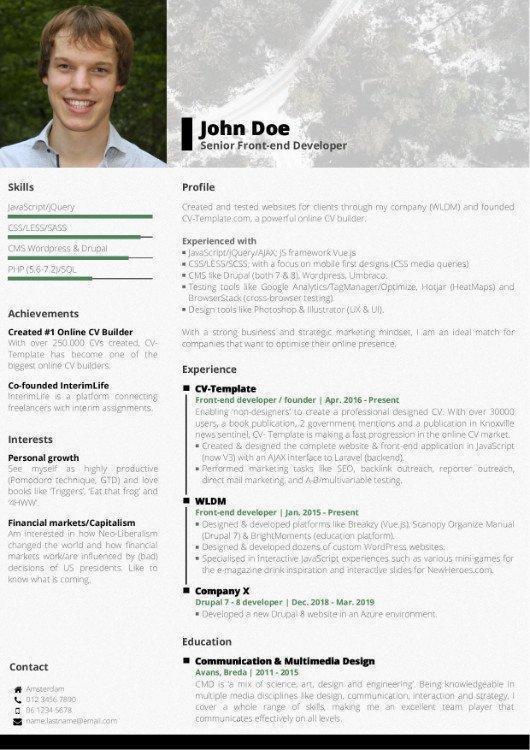 John Doe
Senior Front-end Developer
Skills
JavaScript/jQuery
CSS/LESS/SASS
CMS Wordpress & Drupal
PHP (5.6-7.2)/SQL
Achievements
Created #1 Online CV Builder
With over 250.000 CVs created, CV-
Template has become one of the
biggest online CV builders.
Co-founded InterimLife
InterimLife is a platform connecting
freelancers with interim assignments.
Interests
Personal growth
See myself as highly productive
(Pomodoro technique, GTD) and love
books like 'Triggers', 'Eat that frog' and
'4HWW'.
Financial markets/Capitalism
Am interested in how Neo-Liberalism
changed the world and how financial
markets work/are influenced by (bad)
decisions of US presidents. Like to
know what is coming.
Contact
Amsterdam
012 3456 7890
06 1234 5678
name.lastname@email.com
Profile
Created and tested websites for clients through my company (WLDM) and founded
CV-Template.com, a powerful online CV builder.
Experienced with
JavaScript/jQuery/AJAX; JS framework Vue.js
CSS/LESS/SCSS; with a focus on mobile first designs (CSS media queries)
CMS like Drupal (both 7 & 8), Wordpress, Umbraco.
Testing tools like Google Analytics/TagManager/Optimize, Hotjar (HeatMaps) and
BrowserStack (cross-browser testing).
Design tools like Photoshop & Illustrator (UX & UI).
With a strong business and strategic marketing mindset, I am an ideal match for
companies that want to optimise their online presence.
Experience
CV-Template
Front-end developer / founder | Apr. 2016 - Present
Enabling 'non-designers' to create a professional designed CV. With over 30000
users, a book publication, 2 government mentions and a publication in Knoxville
news sentinel, CV- Template is making a fast progression in the online CV market.
Created & designed the complete website & front-end application in JavaScript
(now V3) with an AJAX interface to Laravel (backend).
Performed marketing tasks like SEO, backlink outreach, reporter outreach,
direct mail marketing, and A-B/multivariable testing.
WLDM
Front-end developer | Jan. 2015 - Present
Designed & developed platforms like Breakzy (Vue.js), Scanopy Organize Manual
(Drupal 7) & BrightMoments (education platform).
Designed & developed dozens of custom WordPress websites.
Specialised in Interactive JavaScript experiences such as various mini-games for
the e-magazine drink inspiration and interactive slides for NewHeroes.com.
Company X
Drupal 7 - 8 developer | Dec. 2018 - Mar. 2019
Developed a new Drupal 8 website in an Azure environment.
Education
Communication & Multimedia Design
Avans, Breda | 2011 - 2015
CMD is 'a mix of science, art, design and engineering'. Being knowledgeable in
multiple media disciplines like design, communication, interaction and strategy, I
cover a whole range of skills, making me an excellent team player that
communicates effectively on all levels.